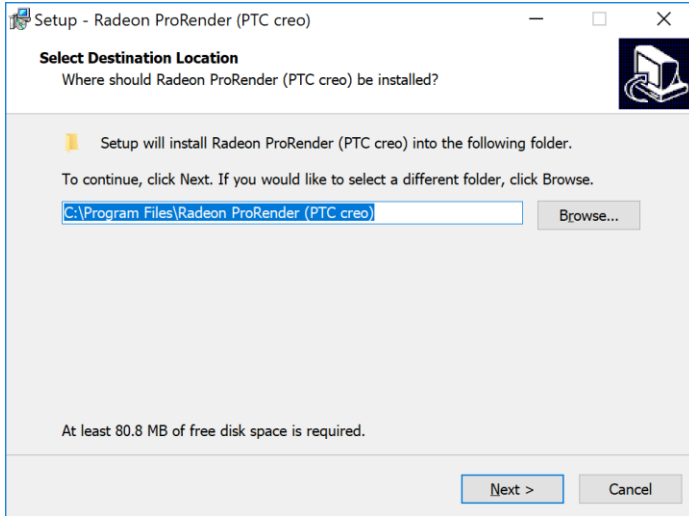 Setup - Radeon ProRender (PTC creo)
Select Destination Location
Where should Radeon ProRender (PTC creo) be installed?
Setup will install Radeon ProRender (PTC creo) into the following folder.
To continue, click Next. If you would like to select a different folder, click Browse.
C:\Program Files\Radeon ProRender (PTC creo)
Browse...
At least 80.8 MB of free disk space is required.
Next >
Cancel